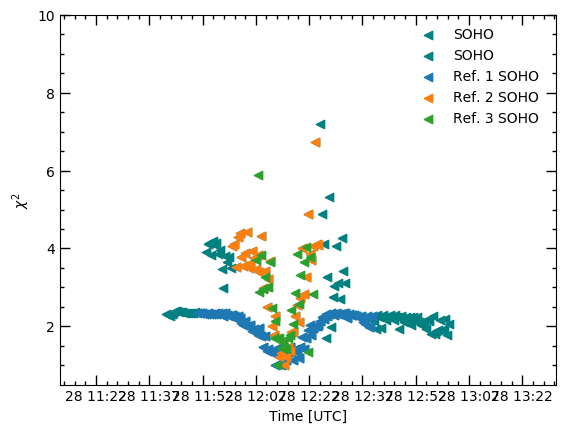 10
8
6
4
2
χ²
SOHO
SOHO
Ref. 1 SOHO
Ref. 2 SOHO
Ref. 3 SOHO
28 11:22 28 11:37 28 11:52 28 12:07 28 12:22 28 12:37 28 12:52 28 13:07 28 13:22
Time [UTC]